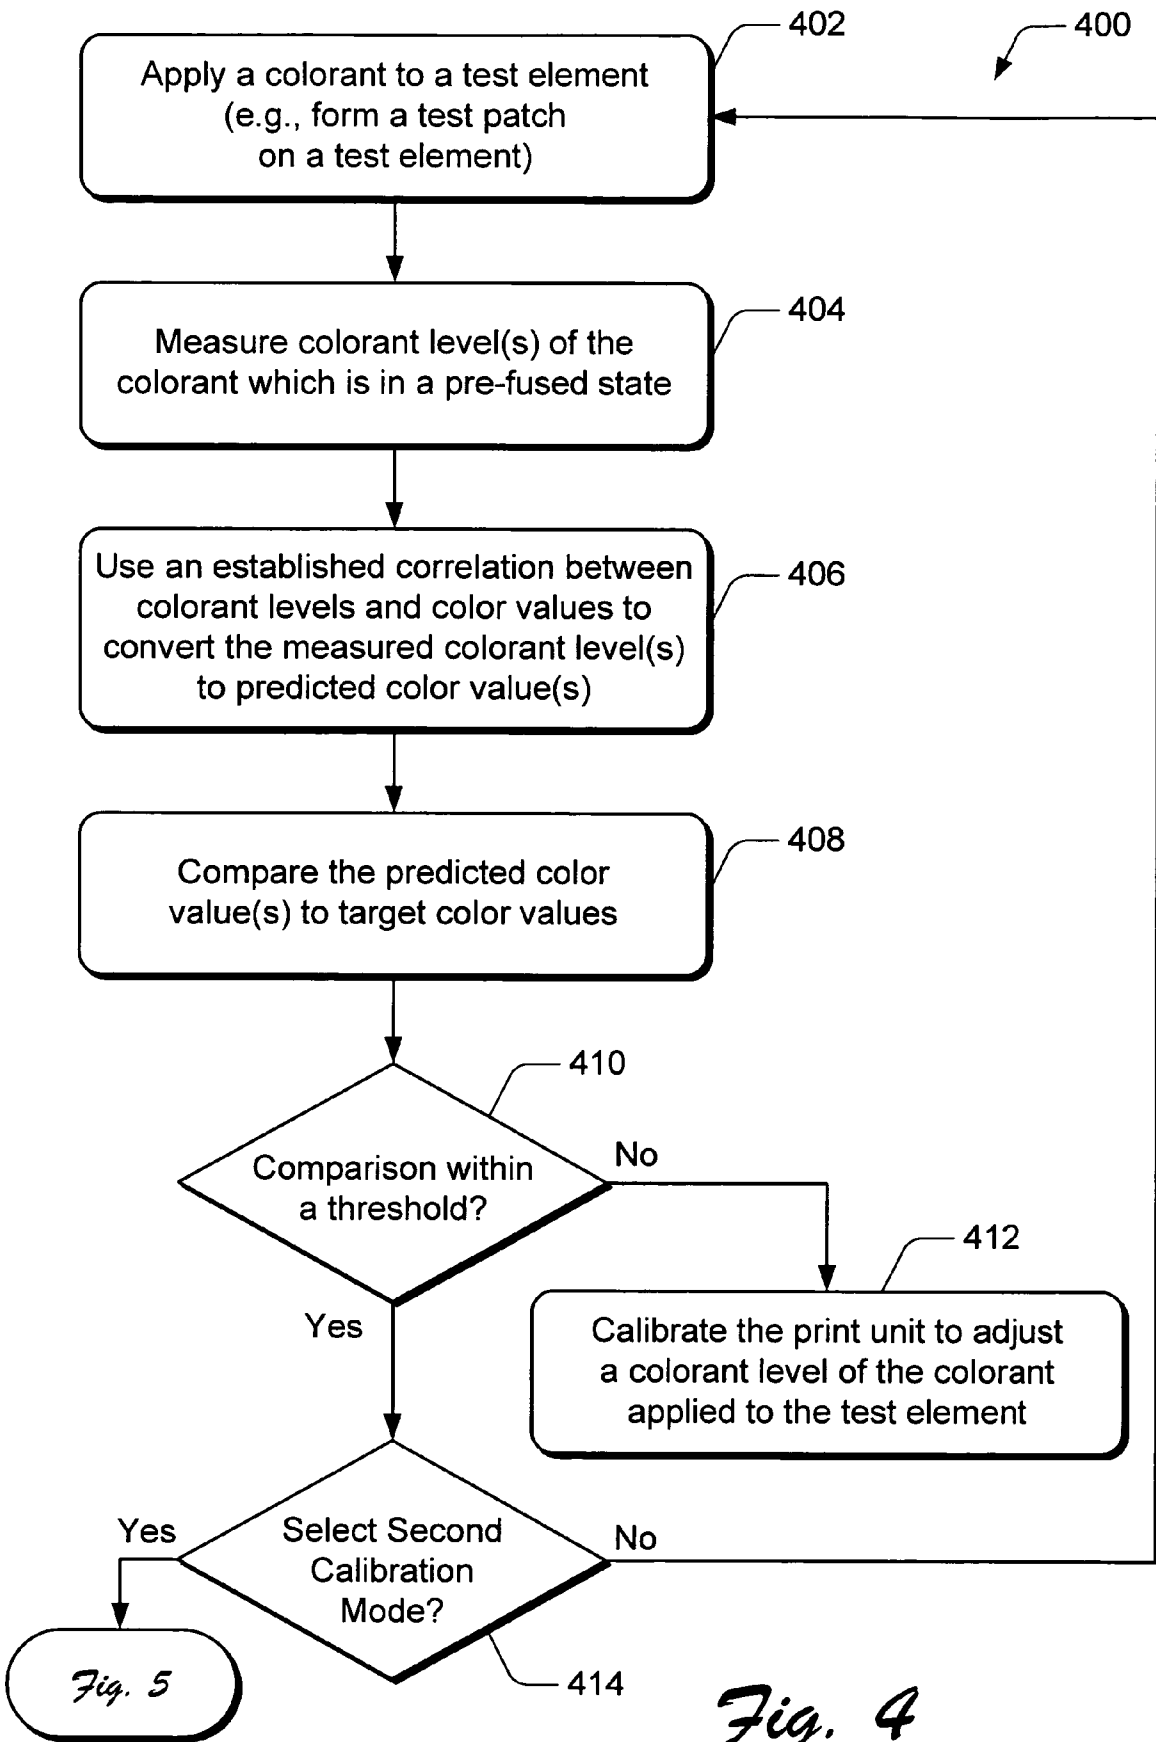 402
400
Apply a colorant to a test element
(e.g., form a test patch
on a test element)
404
Measure colorant level(s) of the
colorant which is in a pre-fused state
406
Use an established correlation between
colorant levels and color values to
convert the measured colorant level(s)
to predicted color value(s)
408
Compare the predicted color
value(s) to target color values
410
Comparison within
a threshold?
No
Yes
412
Calibrate the print unit to adjust
a colorant level of the colorant
applied to the test element
Yes
Select Second
Calibration
Mode?
No
414
Fig. 5
Fig. 4